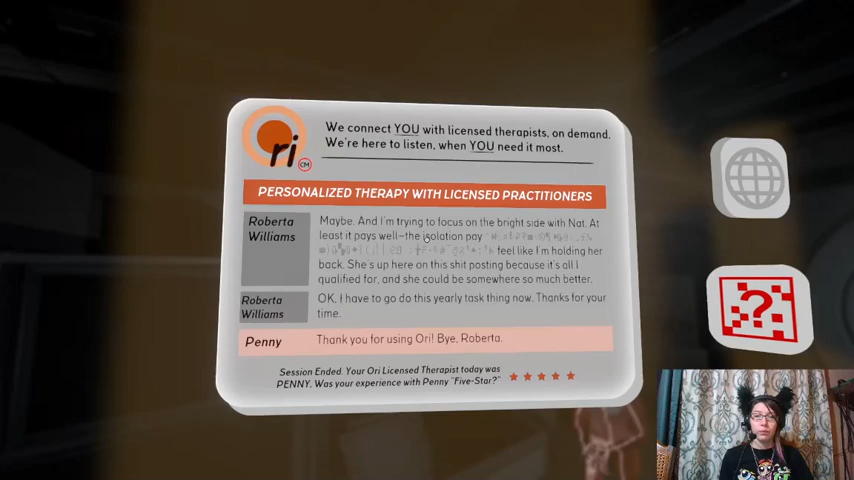 Ori
CM
We connect YOU with licensed therapists, on demand.
We're here to listen, when YOU need it most.
PERSONALIZED THERAPY WITH LICENSED PRACTITIONERS
Roberta
Williams
Maybe. And I'm trying to focus on the bright side with Nat. At
least it pays well—the isolation pay
feel like I'm holding her
back. She's up here on this shit posting because it's all I
qualified for, and she could be somewhere so much better.
Roberta
Williams
OK, I have to go do this yearly task thing now. Thanks for your
time.
Penny
Thank you for using Ori! Bye, Roberta.
Session Ended. Your Ori Licensed Therapist today was
PENNY. Was your experience with Penny "Five-Star?"
?